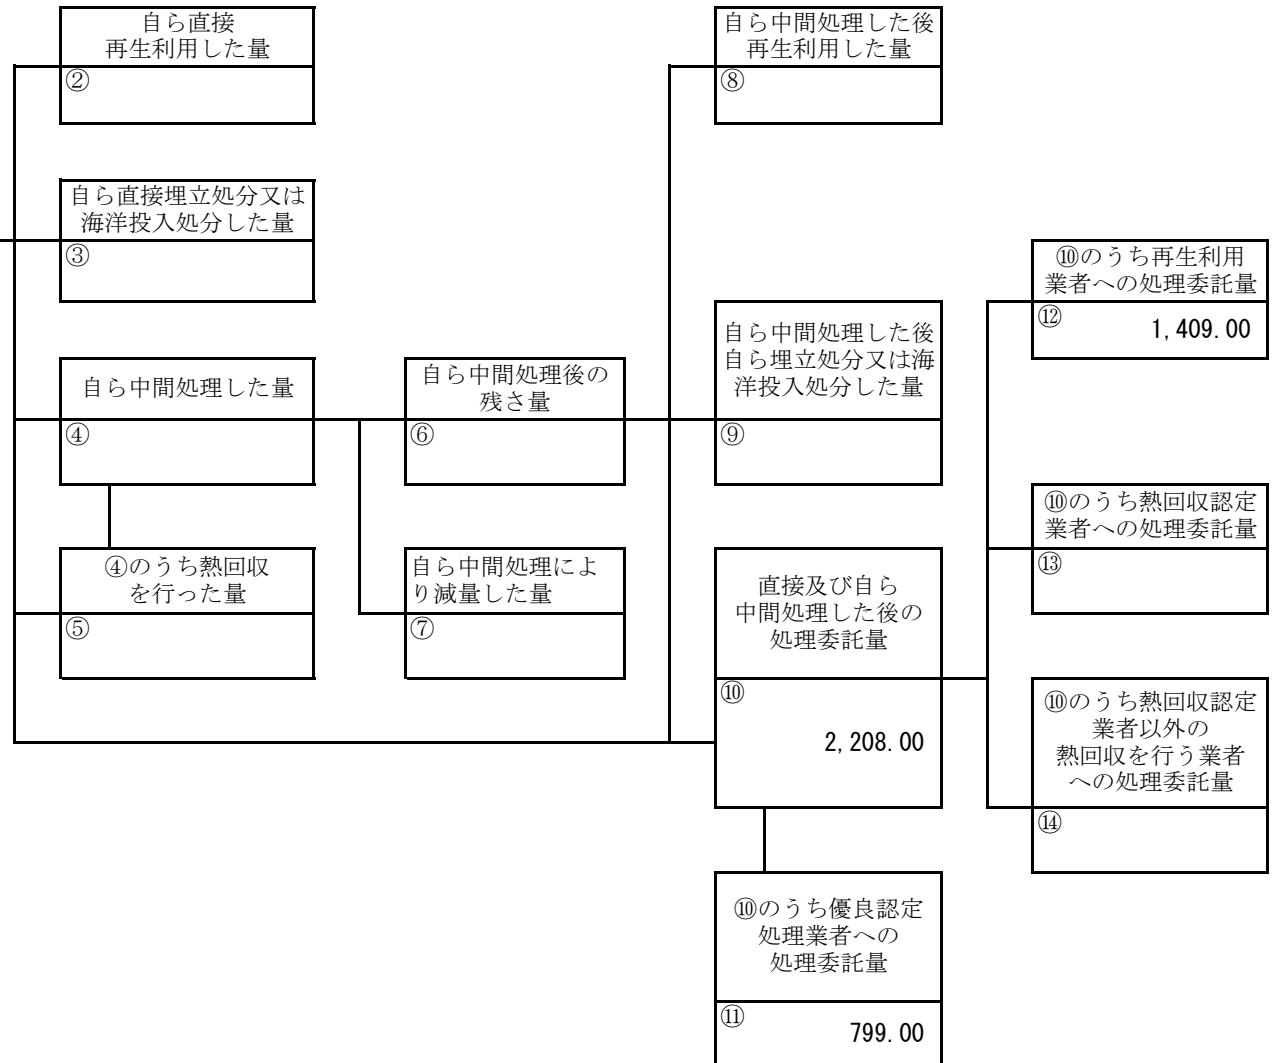 自ら直接
再生利用した量
②
自ら直接埋立処分又は
海洋投入処分した量
③
自ら中間処理した量
④
④のうち熱回収
を行った量
⑤
自ら中間処理後の
残さ量
⑥
自ら中間処理によ
り減量した量
⑦
自ら中間処理した後
再生利用した量
⑧
自ら中間処理した後
自ら埋立処分又は海
洋投入処分した量
⑨
直接及び自ら
中間処理した後の
処理委託量
⑩
2,208.00
⑩のうち優良認定
処理業者への
処理委託量
⑪
799.00
⑩のうち再生利用
業者への処理委託量
⑫
1,409.00
⑩のうち熱回収認定
業者への処理委託量
⑬
⑩のうち熱回収認定
業者以外の
熱回収を行う業者
への処理委託量
⑭